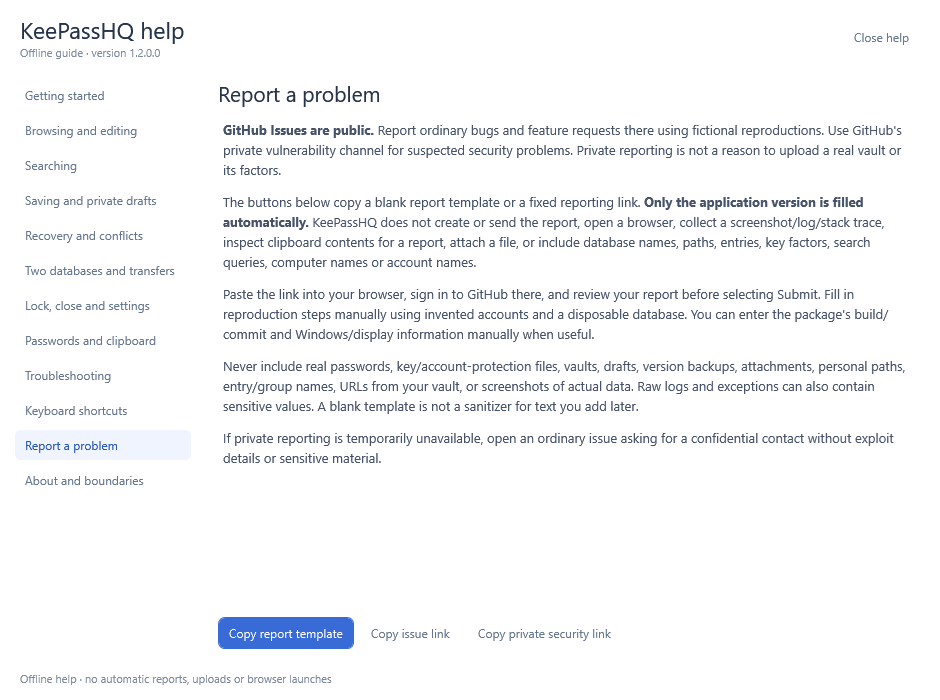 KeePassHQ help
Offline guide · version 1.2.0.0
Close help
Getting started
Browsing and editing
Searching
Saving and private drafts
Recovery and conflicts
Two databases and transfers
Lock, close and settings
Passwords and clipboard
Troubleshooting
Keyboard shortcuts
Report a problem
About and boundaries
Report a problem
GitHub Issues are public. Report ordinary bugs and feature requests there using fictional reproductions. Use GitHub's
private vulnerability channel for suspected security problems. Private reporting is not a reason to upload a real vault or
its factors.
The buttons below copy a blank report template or a fixed reporting link. Only the application version is filled
automatically. KeePassHQ does not create or send the report, open a browser, collect a screenshot/log/stack trace,
inspect clipboard contents for a report, attach a file, or include database names, paths, entries, key factors, search
queries, computer names or account names.
Paste the link into your browser, sign in to GitHub there, and review your report before selecting Submit. Fill in
reproduction steps manually using invented accounts and a disposable database. You can enter the package's build/
commit and Windows/display information manually when useful.
Never include real passwords, key/account-protection files, vaults, drafts, version backups, attachments, personal paths,
entry/group names, URLs from your vault, or screenshots of actual data. Raw logs and exceptions can also contain
sensitive values. A blank template is not a sanitizer for text you add later.
If private reporting is temporarily unavailable, open an ordinary issue asking for a confidential contact without exploit
details or sensitive material.
Copy report template
Copy issue link
Copy private security link
Offline help · no automatic reports, uploads or browser launches